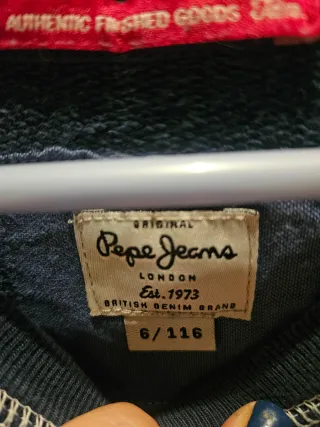 AUTHENTIC FINISHED GOODS
ORIGINAL
Pepe Jeans
LONDON
Est. 1973
BRITISH DENIM BRAND
6/116